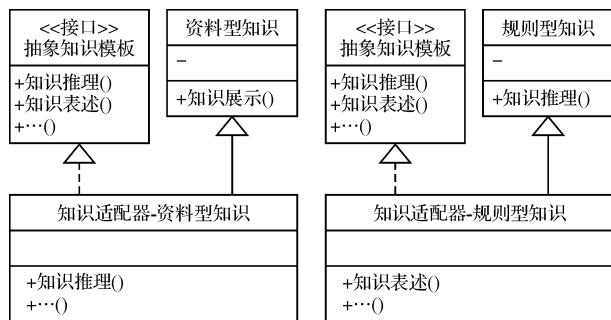 <<接口>>
抽象知识模板
+知识推理()
+知识表述()
+…()
资料型知识
–
+知识展示()
知识适配器-资料型知识
+知识推理()
+…()
<<接口>>
抽象知识模板
+知识推理()
+知识表述()
+…()
规则型知识
–
+知识推理()
知识适配器-规则型知识
+知识表述()
+…()